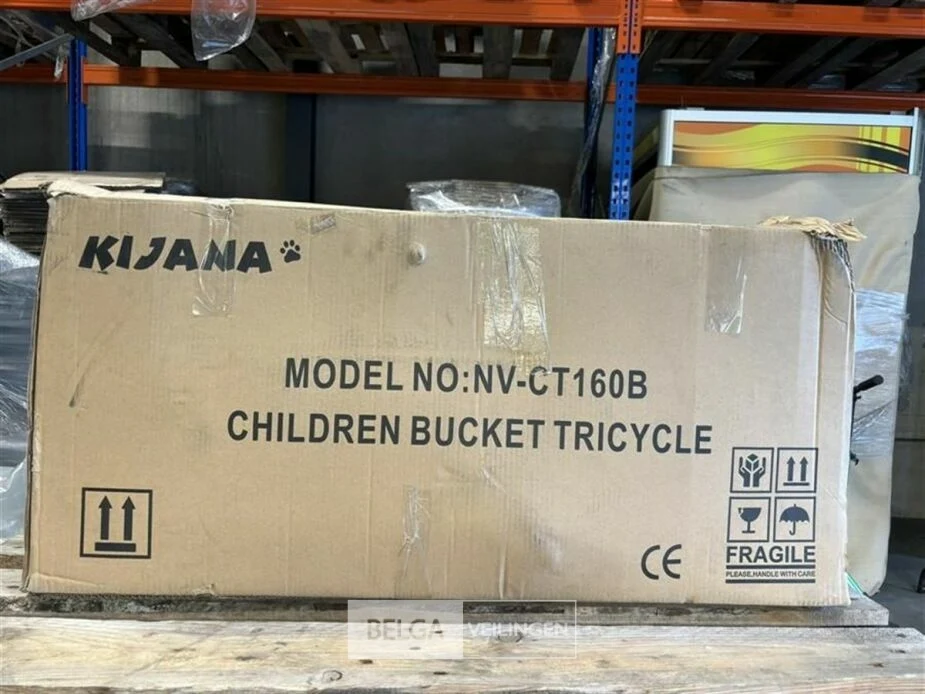 KIJANA
MODEL NO:NV-CT160B
CHILDREN BUCKET TRICYCLE
CE
FRAGILE
PLEASE,HANDLE WITH CARE
BELGA VEILINGEN